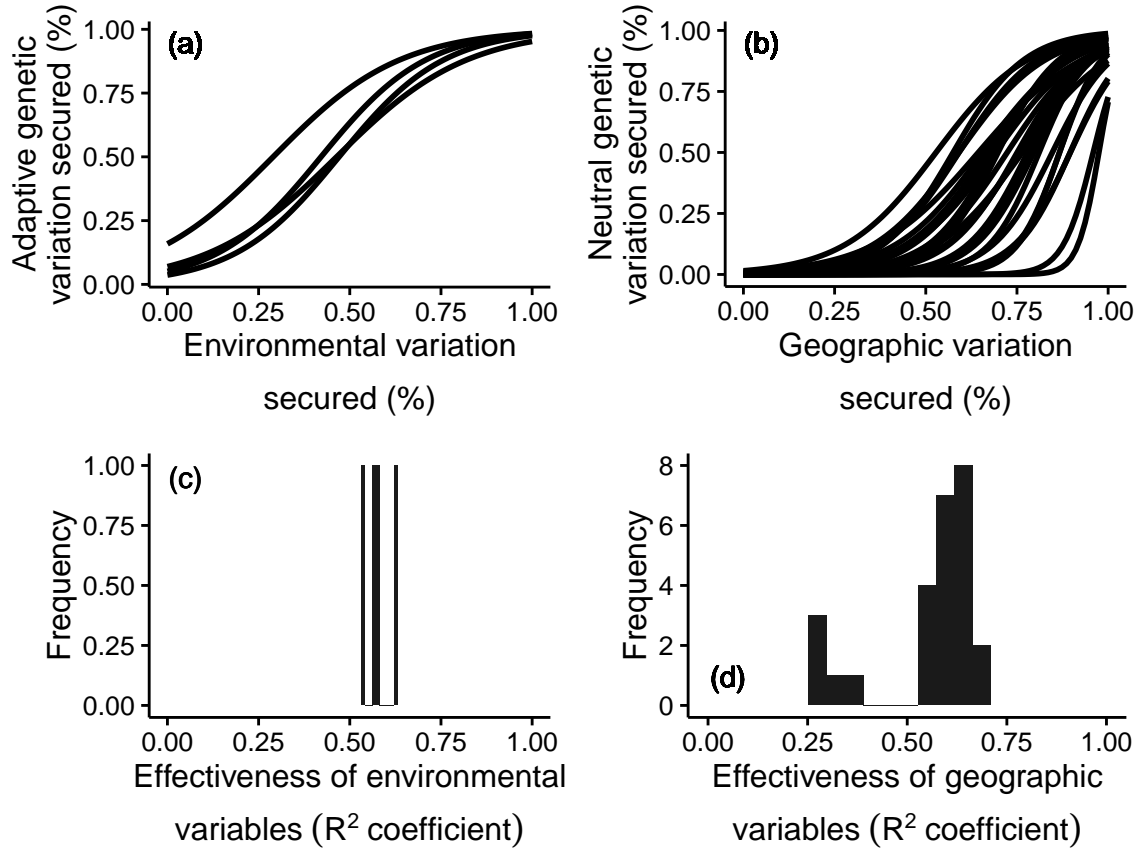 Adaptive genetic
variation secured (%)
1.00
0.75
0.50
0.25
0.00
(a)
0.00 0.25 0.50 0.75 1.00
Environmental variation
secured (%)
Neutral genetic
variation secured (%)
1.00
0.75
0.50
0.25
0.00
(b)
0.00 0.25 0.50 0.75 1.00
Geographic variation
secured (%)
Frequency
1.00
0.75
0.50
0.25
0.00
(c)
0.00 0.25 0.50 0.75 1.00
Effectiveness of environmental
variables (R² coefficient)
Frequency
8
6
4
2
0
(d)
0.00 0.25 0.50 0.75 1.00
Effectiveness of geographic
variables (R² coefficient)